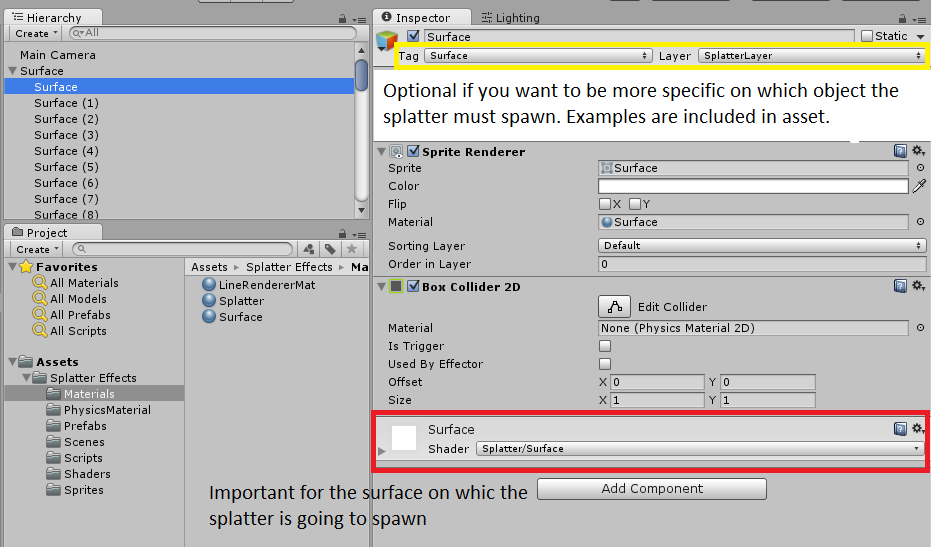 Hierarchy
Create
All
Main Camera
Surface
Surface
Surface (1)
Surface (2)
Surface (3)
Surface (4)
Surface (5)
Surface (6)
Surface (7)
Surface (8)
Project
Create
Favorites
All Materials
All Models
All Prefabs
All Scripts
Assets
Splatter Effects
Materials
PhysicsMaterial
Prefabs
Scenes
Scripts
Shaders
Sprites
Assets Splatter Effects Ma
LineRendererMat
Splatter
Surface
Inspector Lighting
Surface Static
Tag Surface Layer SplatterLayer
Optional if you want to be more specific on which object the
splatter must spawn. Examples are included in asset.
Sprite Renderer
Sprite Surface
Color
Flip X Y
Material Surface
Sorting Layer Default
Order in Layer 0
Box Collider 2D
Edit Collider
Material None (Physics Material 2D)
Is Trigger
Used By Effector
Offset X 0 Y 0
Size X 1 Y 1
Surface
Shader Splatter/Surface
Add Component
Important for the surface on whic the
splatter is going to spawn